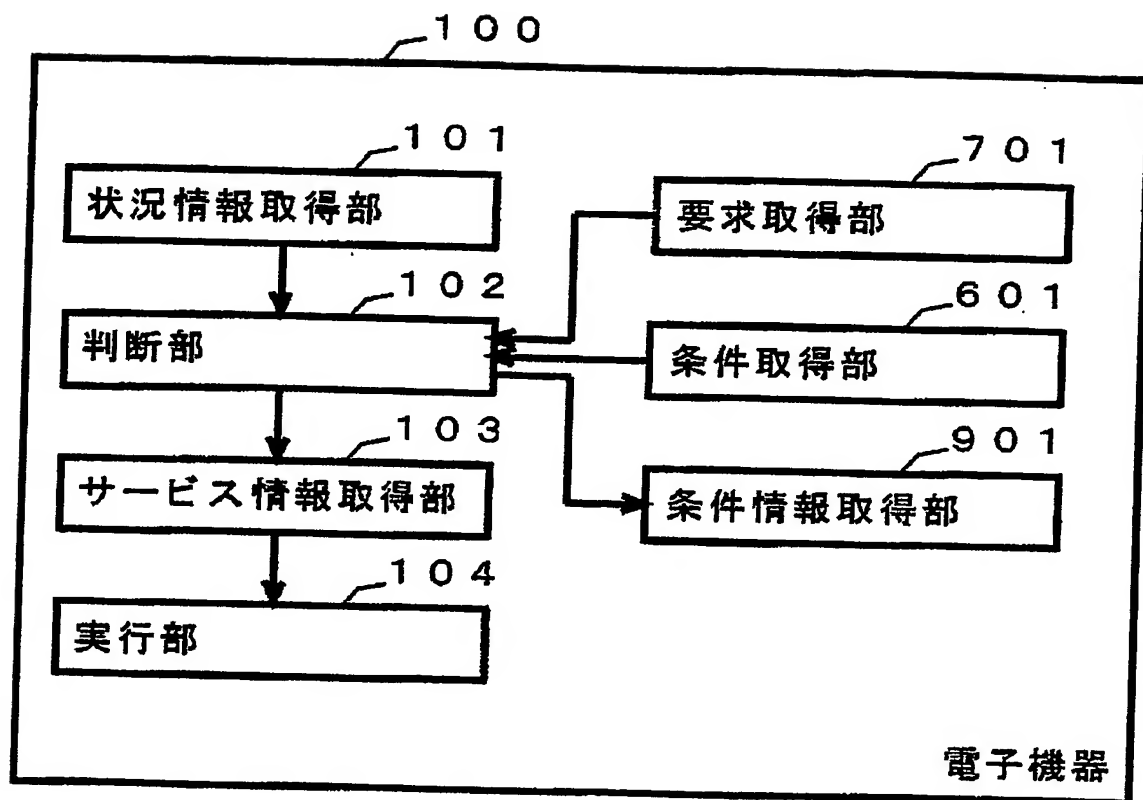 １００
１０１
状況情報取得部
１０２
判断部
１０３
サービス情報取得部
１０４
実行部
７０１
要求取得部
６０１
条件取得部
９０１
条件情報取得部
電子機器